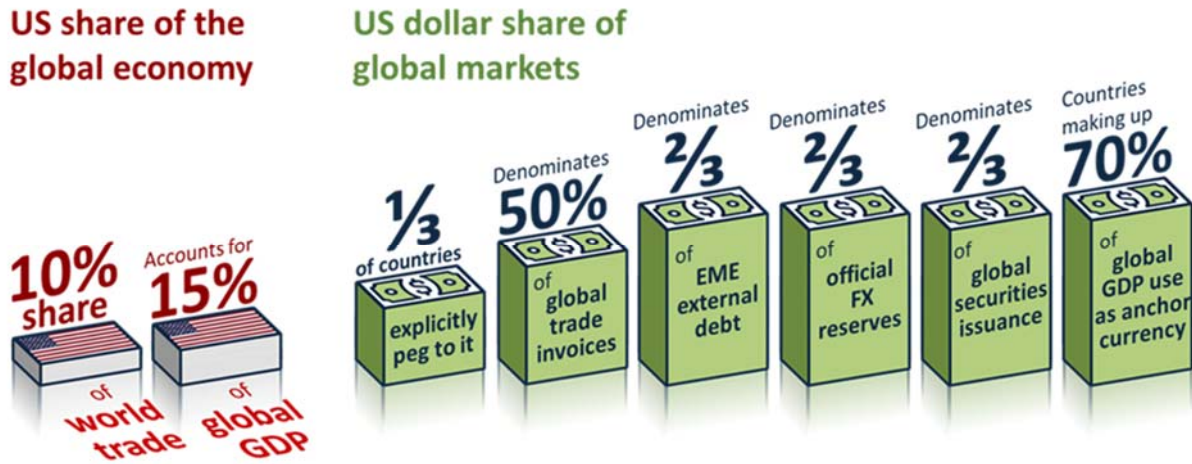 US share of the
global economy
10%
share
of
world
trade
Accounts for
15%
of
global
GDP
US dollar share of
global markets
⅓
of countries
explicitly
peg to it
Denominates
50%
of
global
trade
invoices
Denominates
⅔
of
EME
external
debt
Denominates
⅔
of
official
FX
reserves
Denominates
⅔
of
global
securities
issuance
Countries
making up
70%
of
global
GDP use
as anchor
currency